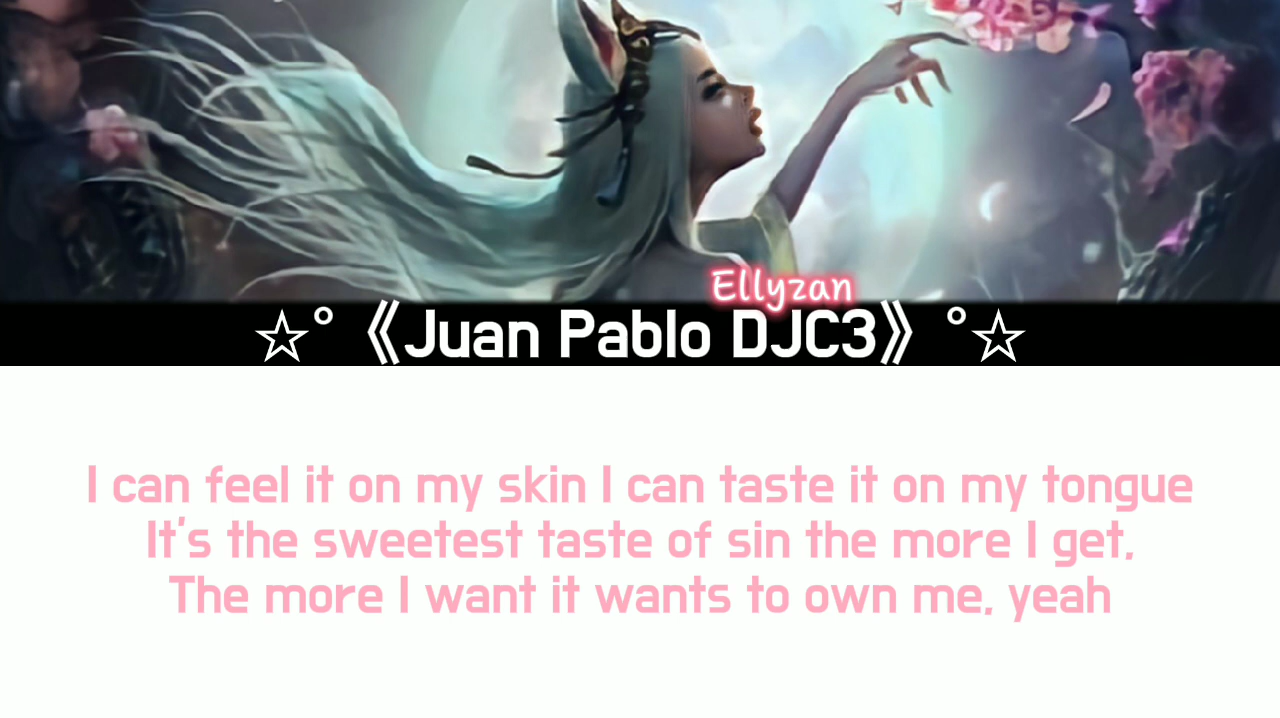 Ellyzan
☆°《Juan Pablo DJC3》°☆
I can feel it on my skin I can taste it on my tongue
It's the sweetest taste of sin the more I get,
The more I want it wants to own me, yeah